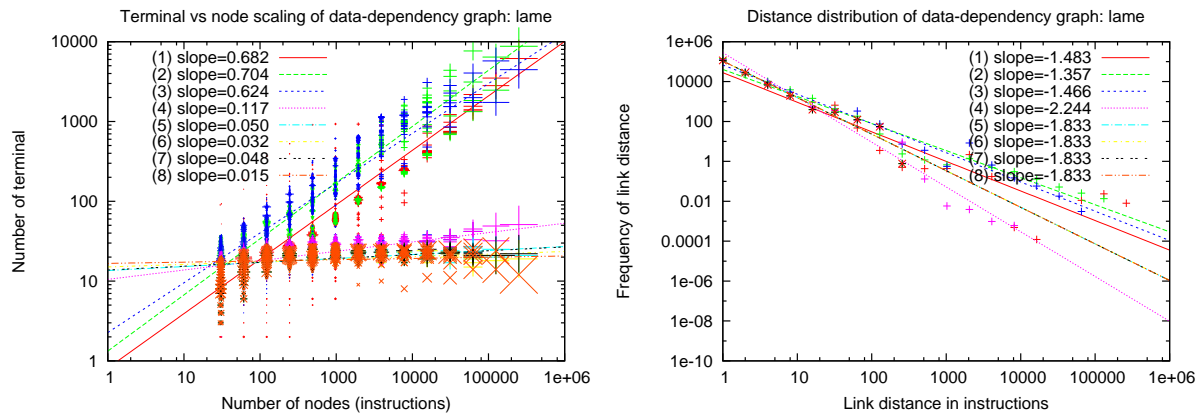 Terminal vs node scaling of data-dependency graph: lame
Number of terminal
10000
1000
100
10
1
1
10
100
1000
10000
100000
1e+06
Number of nodes (instructions)
(1) slope=0.682
(2) slope=0.704
(3) slope=0.624
(4) slope=0.117
(5) slope=0.050
(6) slope=0.032
(7) slope=0.048
(8) slope=0.015
Distance distribution of data-dependency graph: lame
Frequency of link distance
1e+06
100000
100
1
0.01
0.0001
1e-06
1e-08
1e-10
1
10
100
1000
10000
100000
1e+06
Link distance in instructions
(1) slope=-1.483
(2) slope=-1.357
(3) slope=-1.466
(4) slope=-2.244
(5) slope=-1.833
(6) slope=-1.833
(7) slope=-1.833
(8) slope=-1.833